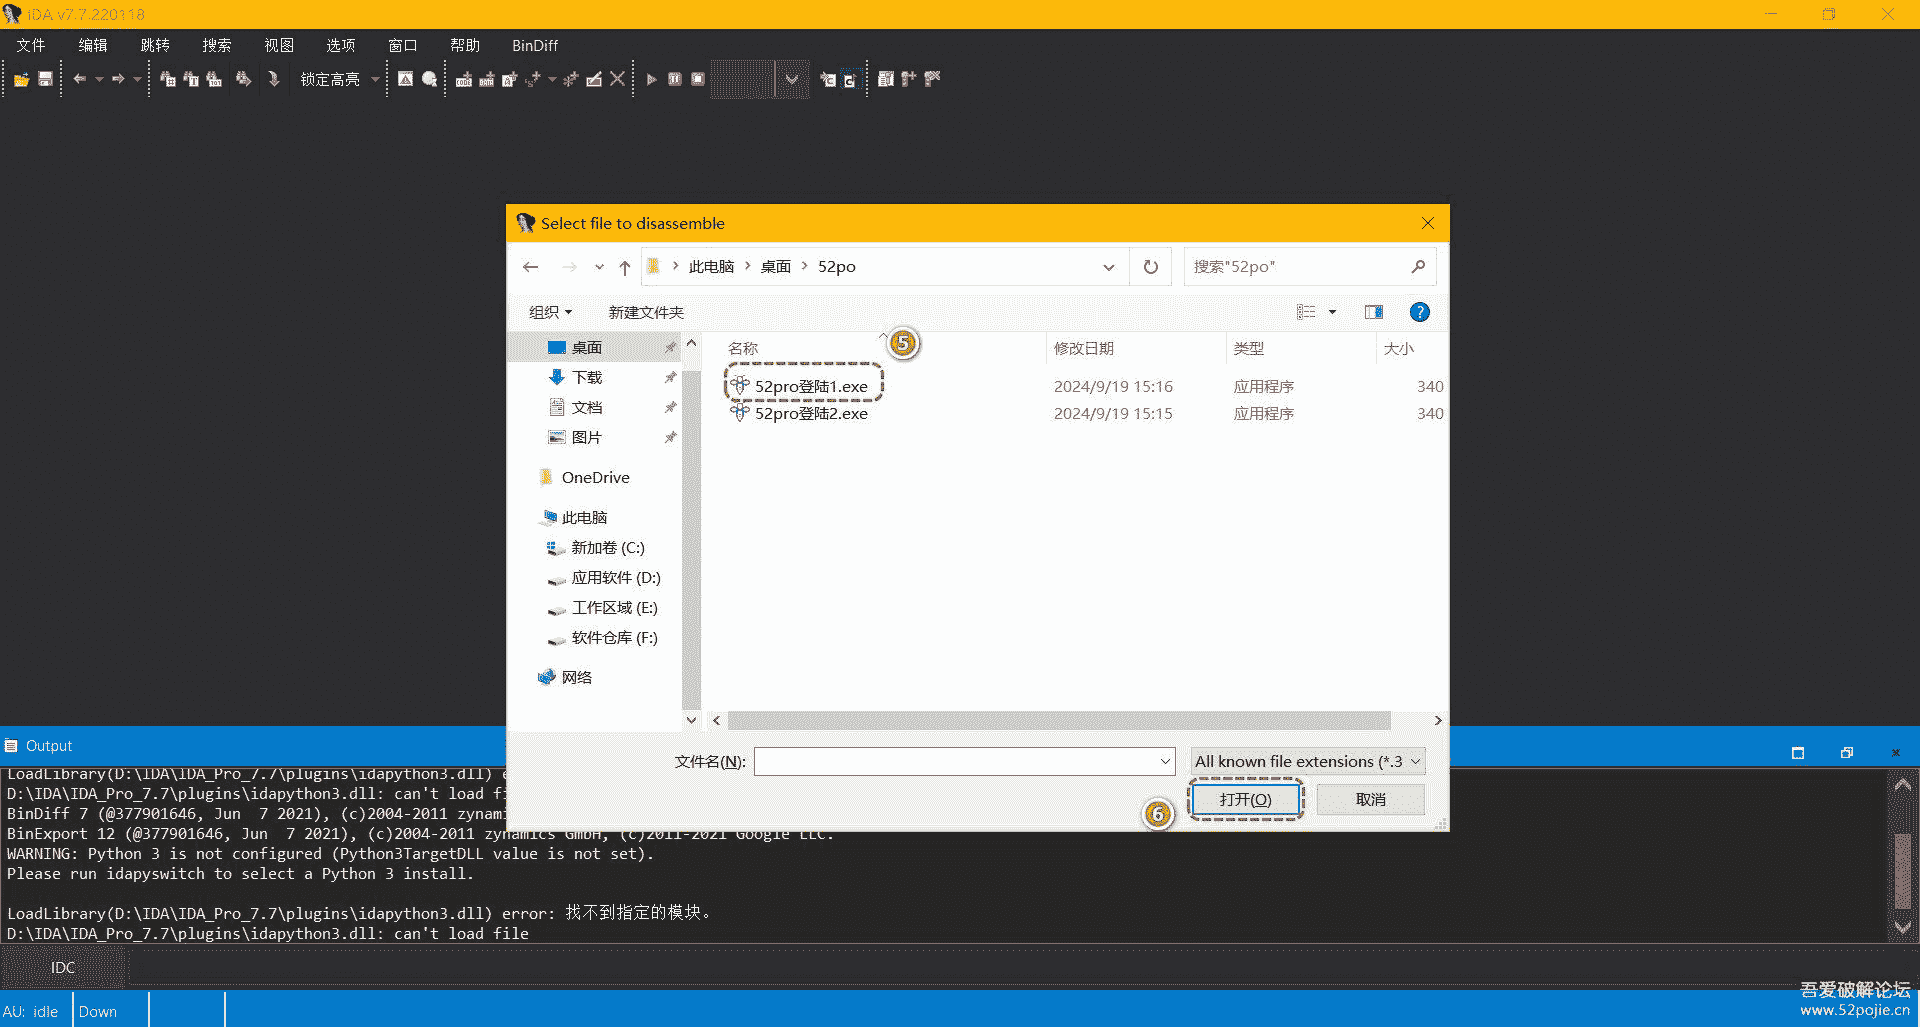 IDA v7.7.220118
文件 编辑 跳转 搜索 视图 选项 窗口 帮助 BinDiff
锁定高亮
Select file to disassemble
此电脑 > 桌面 > 52po
搜索"52po"
组织 新建文件夹
名称 修改日期 类型 大小
⑤
桌面
52pro登陆1.exe 2024/9/19 15:16 应用程序 340
52pro登陆2.exe 2024/9/19 15:15 应用程序 340
下载
文档
图片
OneDrive
此电脑
新加卷 (C:)
应用软件 (D:)
工作区域 (E:)
软件仓库 (F:)
网络
文件名(N):
All known file extensions (*.3
⑥
打开(O) 取消
Output
LoadLibrary(D:\IDA\IDA_Pro_7.7\plugins\idapython3.dll) e
D:\IDA\IDA_Pro_7.7\plugins\idapython3.dll: can't load fi
BinDiff 7 (@377901646, Jun  7 2021), (c)2004-2011 zynami
BinExport 12 (@377901646, Jun  7 2021), (c)2004-2011 zynamics GmbH, (c)2011-2021 Google LLC.
WARNING: Python 3 is not configured (Python3TargetDLL value is not set).
Please run idapyswitch to select a Python 3 install.
LoadLibrary(D:\IDA\IDA_Pro_7.7\plugins\idapython3.dll) error: 找不到指定的模块。
D:\IDA\IDA_Pro_7.7\plugins\idapython3.dll: can't load file
IDC
AU: idle Down
吾爱破解论坛
www.52pojie.cn